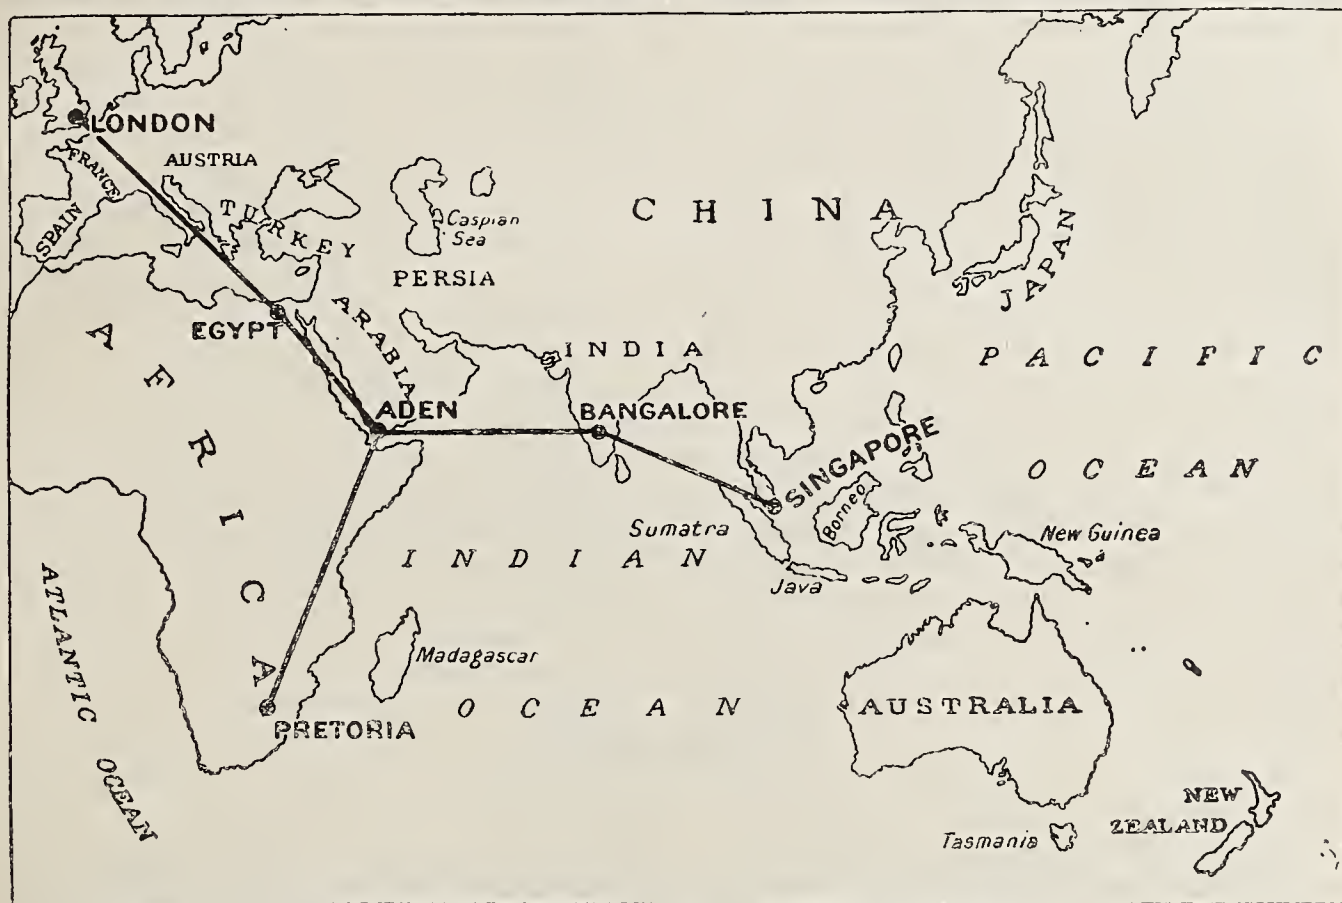 LONDON
AUSTRIA
FRANCE
SPAIN
TURKEY
Caspian
Sea
PERSIA
CHINA
JAPAN
EGYPT
ARABIA
INDIA
PACIFIC
OCEAN
AFRICA
ADEN
BANGALORE
SINGAPORE
Sumatra
Borneo
New Guinea
Java
INDIAN
OCEAN
Madagascar
ATLANTIC
OCEAN
PRETORIA
AUSTRALIA
Tasmania
NEW
ZEALAND